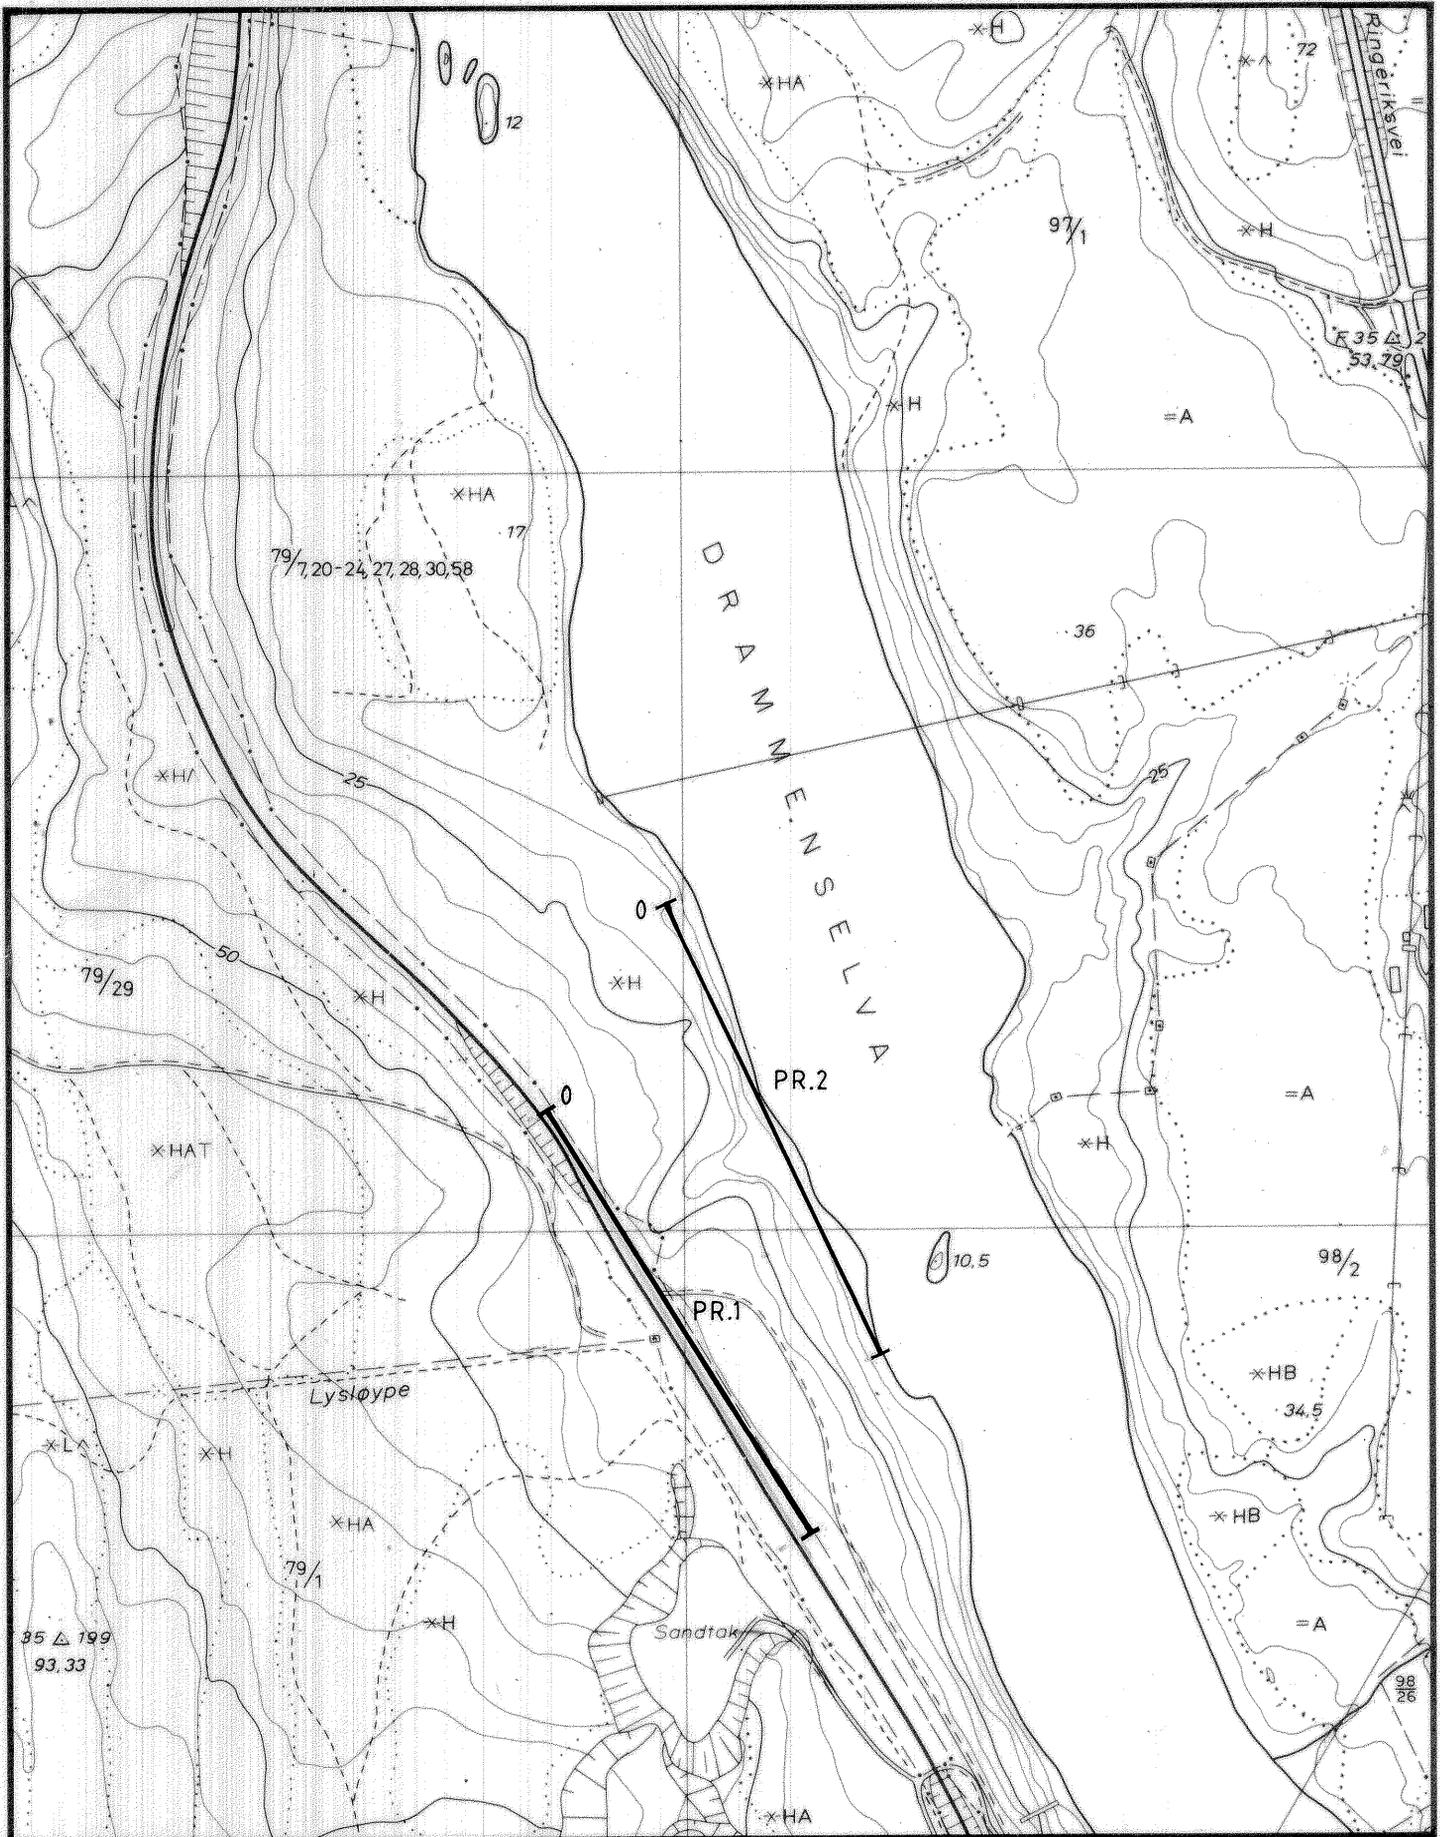 H
72
HA
Ringeriksvei
12
97/1
H
F 35 △ 2
53,79
H
=A
HA
17
79/7,20-24,27,28,30,58
DRAMMENSELVA
36
25
25
0
50
H
79/29
H
PR.2
0
=A
HAT
H
10,5
98/2
PR.1
HB
Lysløype
34,5
H
HB
HA
79/1
H
=A
35 △ 199
Sandtak
93,33
98
26
HA